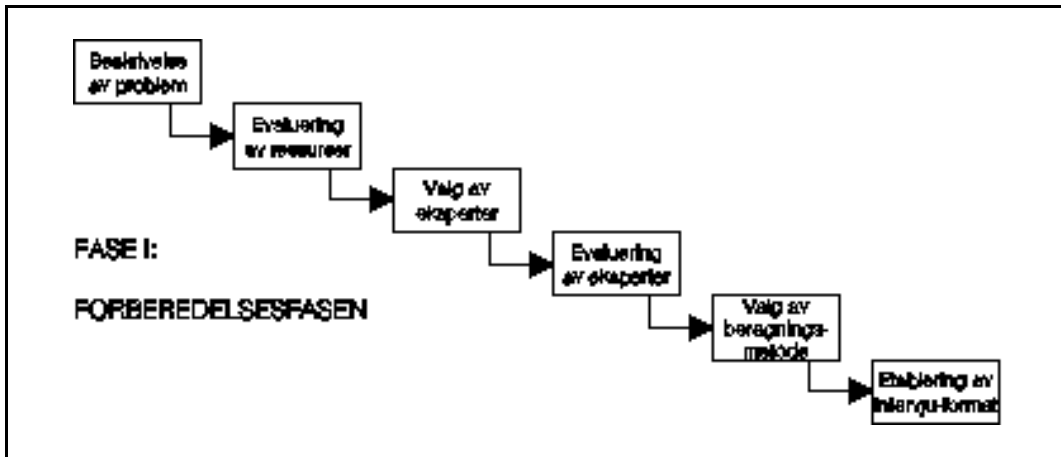 Beskrivelse
av problem
Evaluering
av ressurser
Valg av
eksperter
FASE I:
Evaluering
av eksperter
FORBEREDELSESFASEN
Valg av
beregnings-
metode
Etablering av
format